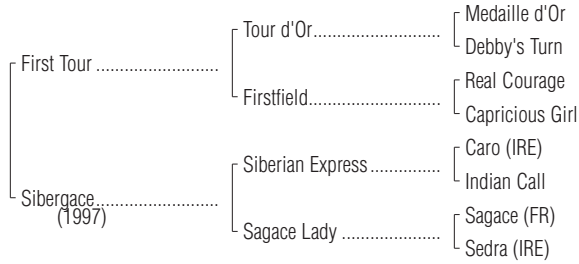 Medaille d'Or
Tour d'Or
Debby's Turn
First Tour
Real Courage
Firstfield
Capricious Girl
Caro (IRE)
Siberian Express
Indian Call
Sibergace
(1997)
Sagace (FR)
Sagace Lady
Sedra (IRE)